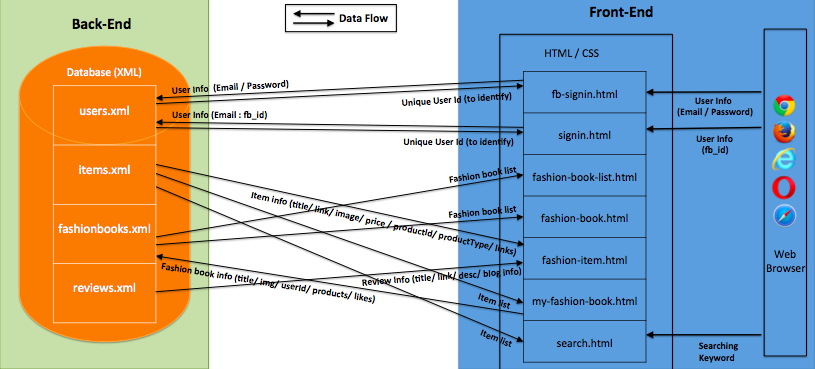 Back-End
Data Flow
Front-End
Database (XML)
users.xml
items.xml
fashionbooks.xml
reviews.xml
User Info  (Email / Password)
Unique User Id (to identify)
User Info (Email : fb_id)
Unique User Id (to identify)
Fashion book list
Item info (title/ link/ image/ price / productId/ productType/ links)
Fashion book list
Fashion book info (title/ img/ userId/ products/ likes)
Review Info (title/ link/ desc/ blog info)
Item list
Item list
HTML / CSS
fb-signin.html
signin.html
fashion-book-list.html
fashion-book.html
fashion-item.html
my-fashion-book.html
search.html
User Info
(Email / Password)
User Info
(fb_id)
Searching
Keyword
Web
Browser